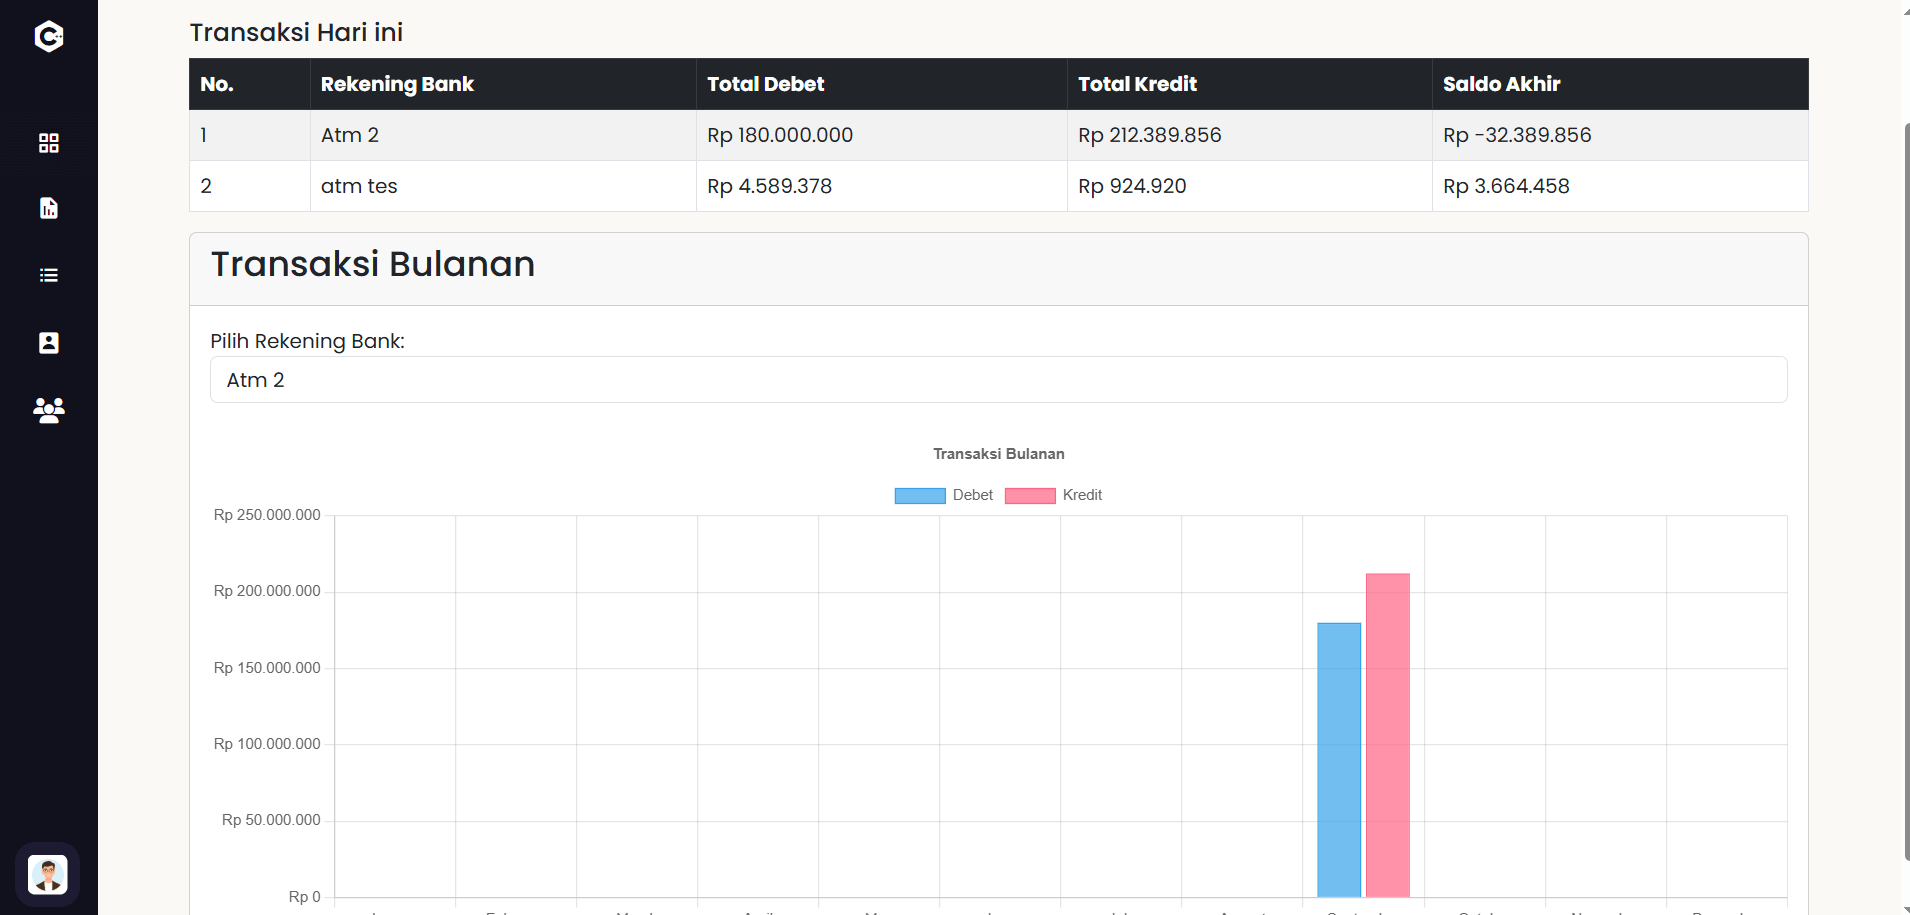 Transaksi Hari ini
No. Rekening Bank Total Debet Total Kredit Saldo Akhir
1 Atm 2 Rp 180.000.000 Rp 212.389.856 Rp -32.389.856
2 atm tes Rp 4.589.378 Rp 924.920 Rp 3.664.458
Transaksi Bulanan
Pilih Rekening Bank:
Atm 2
Transaksi Bulanan
Debet Kredit
Rp 250.000.000
Rp 200.000.000
Rp 150.000.000
Rp 100.000.000
Rp 50.000.000
Rp 0